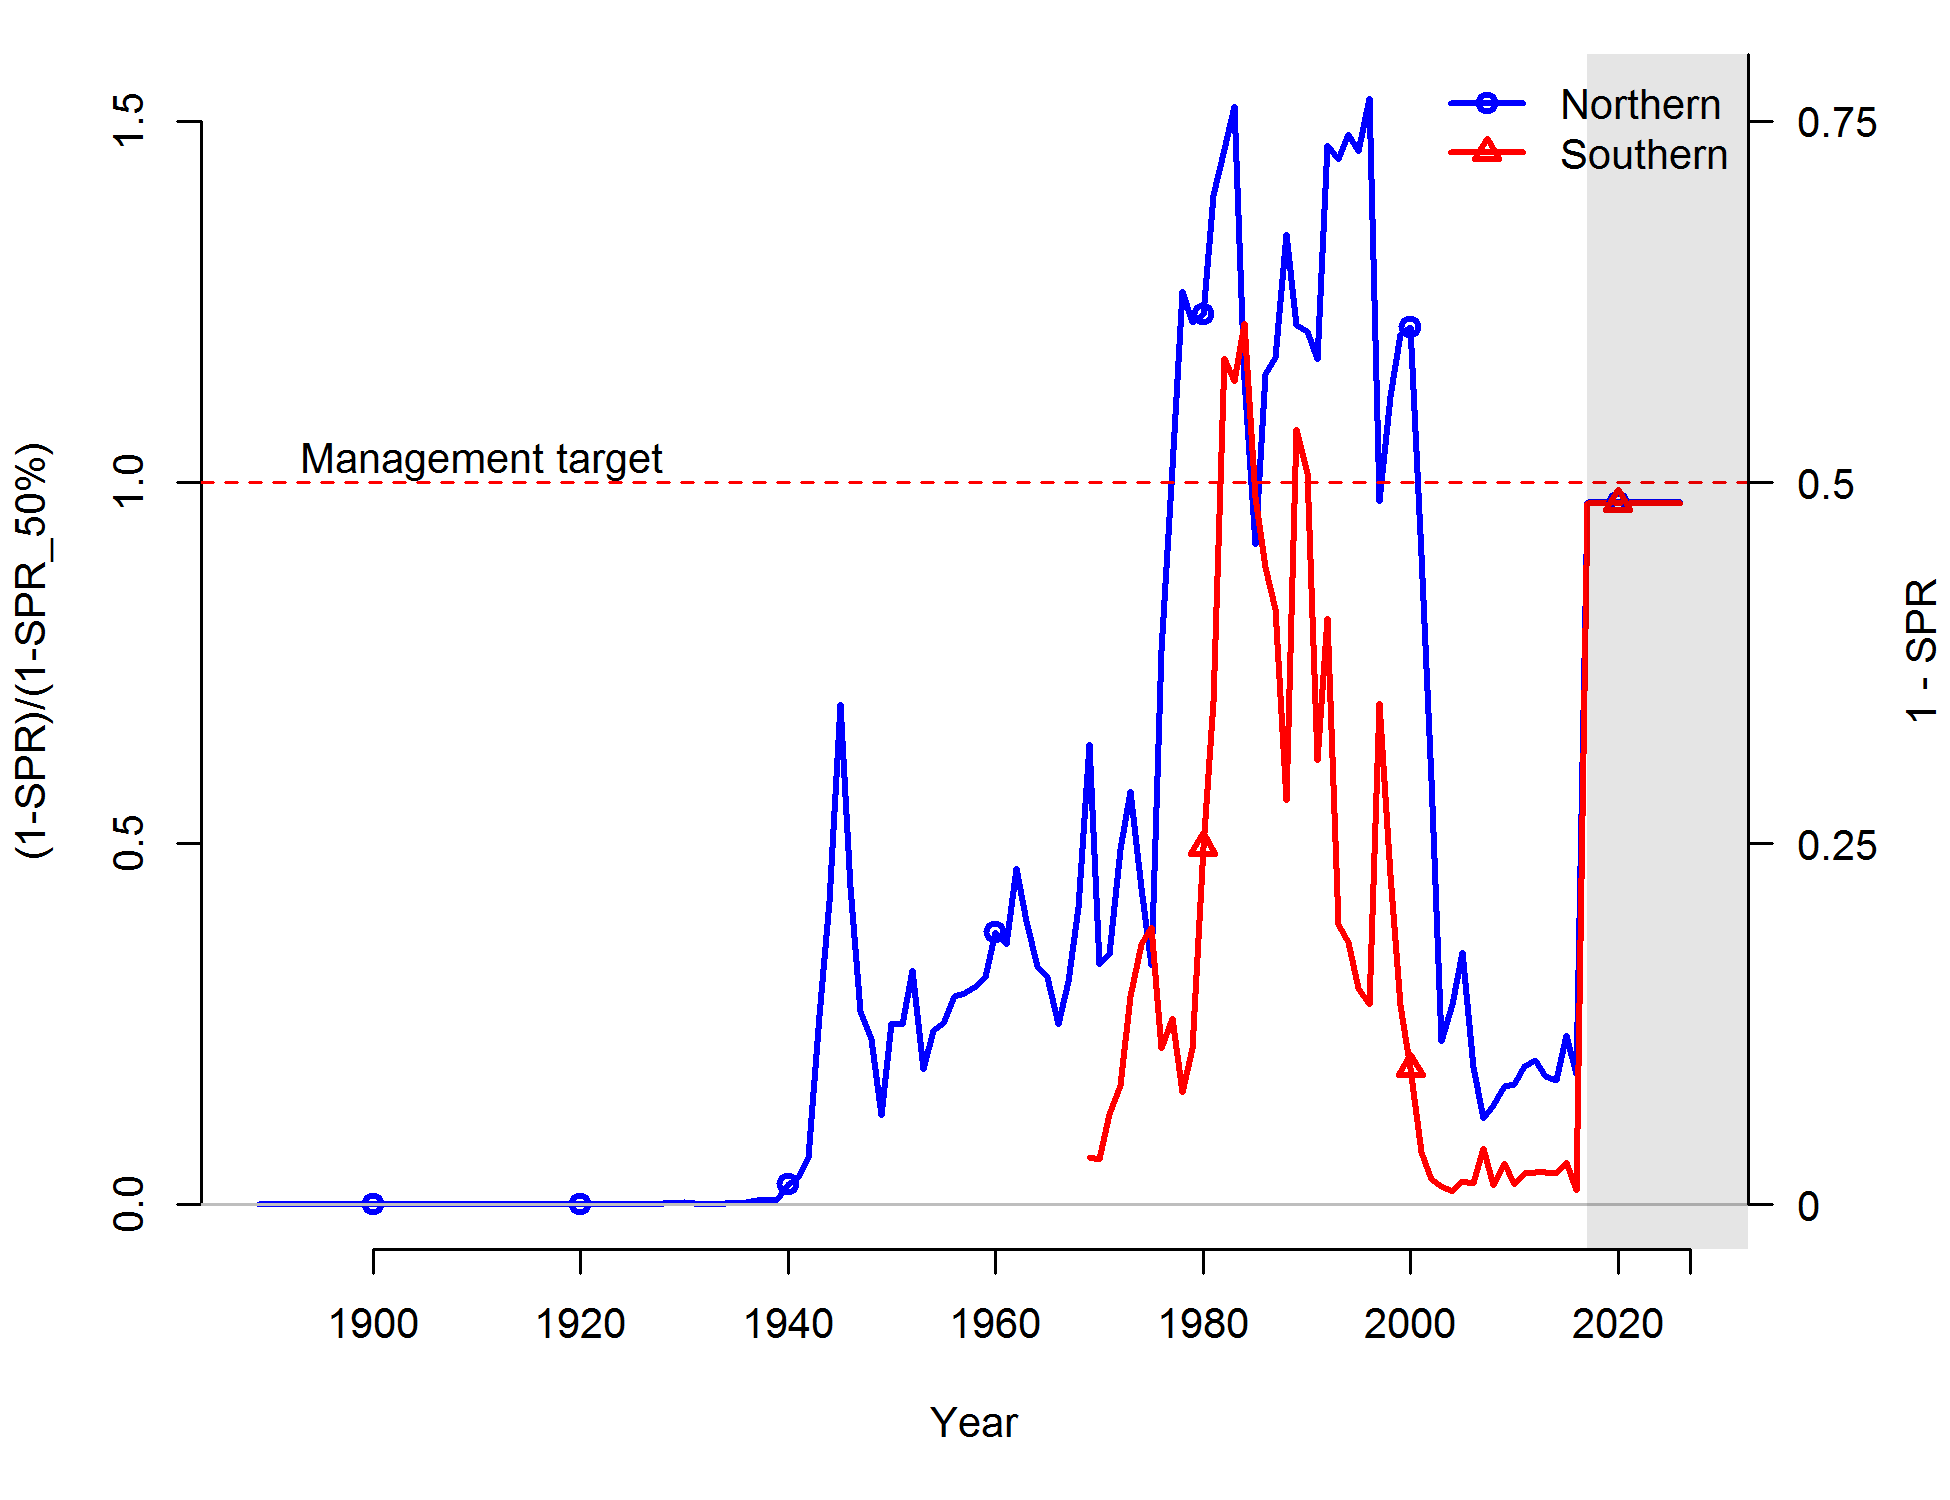 Northern
Southern
Management target
(1-SPR)/(1-SPR_50%)
0.0
0.5
1.0
1.5
1 - SPR
0
0.25
0.5
0.75
1900 1920 1940 1960 1980 2000 2020
Year